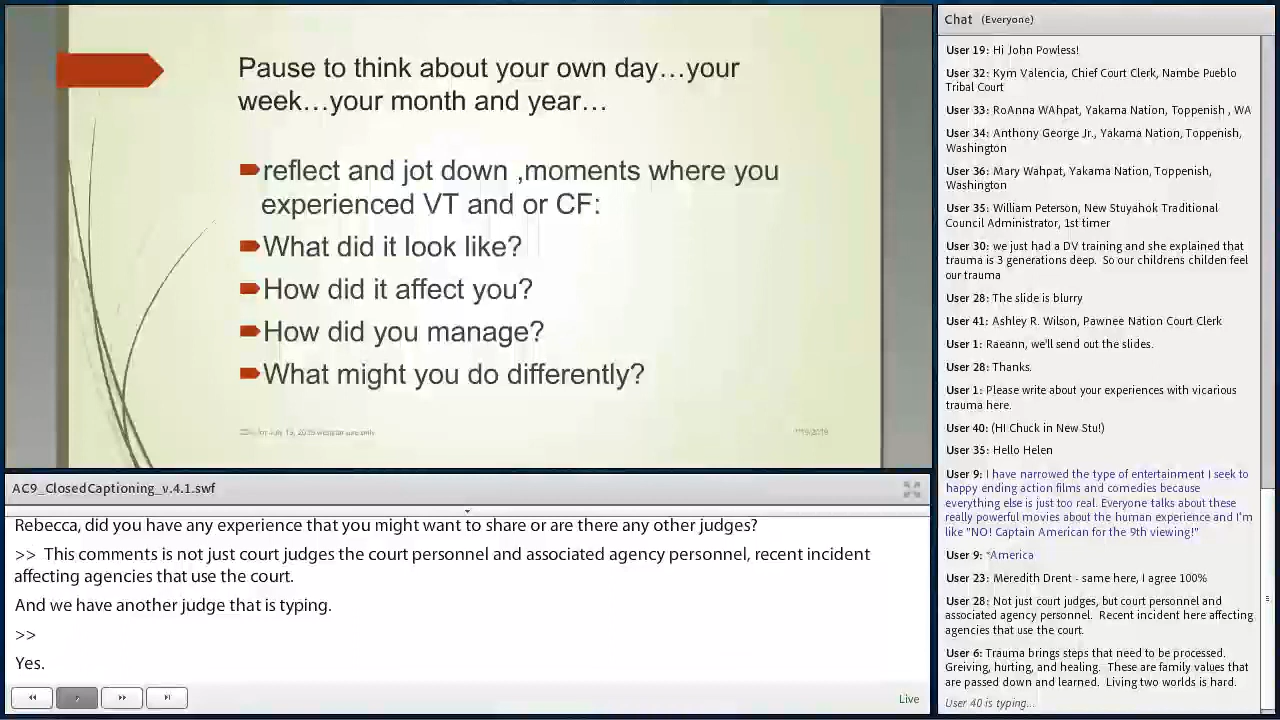 Pause to think about your own day…your
week…your month and year…
reflect and jot down ,moments where you
experienced VT and or CF:
What did it look like?
How did it affect you?
How did you manage?
What might you do differently?
AC9_ClosedCaptioning_v.4.1.swf
Rebecca, did you have any experience that you might want to share or are there any other judges?
>> This comments is not just court judges the court personnel and associated agency personnel, recent incident
affecting agencies that use the court.
And we have another judge that is typing.
>>
Yes.
Live
Chat (Everyone)
User 19: Hi John Powless!
User 32: Kym Valencia, Chief Court Clerk, Nambe Pueblo
Tribal Court
User 33: RoAnna WAhpat, Yakama Nation, Toppenish , WA
User 34: Anthony George Jr., Yakama Nation, Toppenish,
Washington
User 36: Mary Wahpat, Yakama Nation, Toppenish,
Washington
User 35: William Peterson, New Stuyahok Traditional
Council Administrator, 1st timer
User 30: we just had a DV training and she explained that
trauma is 3 generations deep. So our childrens childen feel
our trauma
User 28: The slide is blurry
User 41: Ashley R. Wilson, Pawnee Nation Court Clerk
User 1: Raeann, we'll send out the slides.
User 28: Thanks.
User 1: Please write about your experiences with vicarious
trauma here.
User 40: (HI Chuck in New Stu!)
User 35: Hello Helen
User 9: I have narrowed the type of entertainment I seek to
happy ending action films and comedies because
everything else is just too real. Everyone talks about these
really powerful movies about the human experience and I'm
like "NO! Captain American for the 9th viewing!"
User 9: *America
User 23: Meredith Drent - same here, I agree 100%
User 28: Not just court judges, but court personnel and
associated agency personnel. Recent incident here affecting
agencies that use the court.
User 6: Trauma brings steps that need to be processed.
Greiving, hurting, and healing. These are family values that
are passed down and learned. Living two worlds is hard.
User 40 is typing...